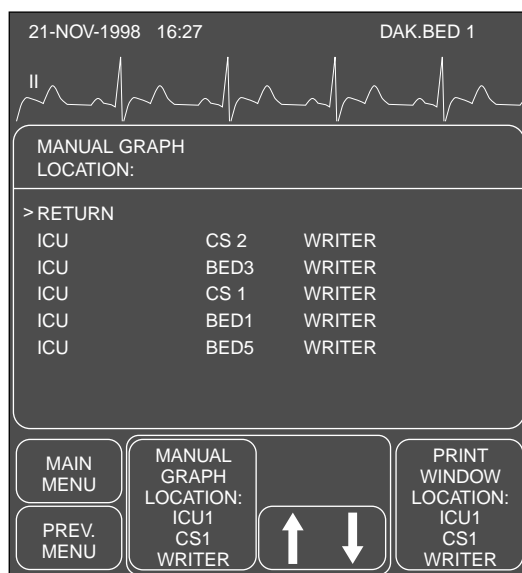 21-NOV-1998 16:27 DAK.BED 1
II
MANUAL GRAPH
LOCATION:
> RETURN
ICU CS 2 WRITER
ICU BED3 WRITER
ICU CS 1 WRITER
ICU BED1 WRITER
ICU BED5 WRITER
MAIN
MENU
PREV.
MENU
MANUAL
GRAPH
LOCATION:
ICU1
CS1
WRITER
PRINT
WINDOW
LOCATION:
ICU1
CS1
WRITER